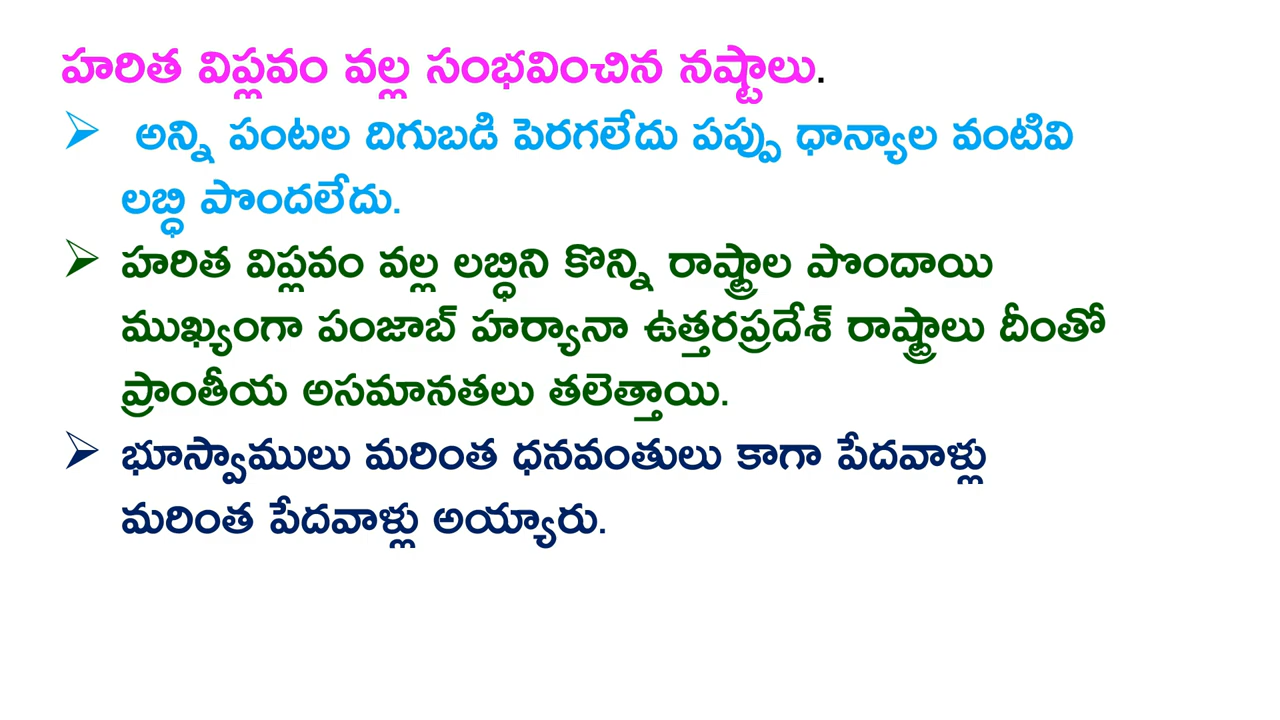 హరిత విప్లవం వల్ల సంభవించిన నష్టాలు.
➢ అన్ని పంటల దిగుబడి పెరగలేదు పప్పు ధాన్యాల వంటివి
లబ్ధి పొందలేదు.
➢ హరిత విప్లవం వల్ల లబ్ధిని కొన్ని రాష్ట్రాల పొందాయి
ముఖ్యంగా పంజాబ్ హర్యానా ఉత్తరప్రదేశ్ రాష్ట్రాలు దీంతో
ప్రాంతీయ అసమానతలు తలెత్తాయి.
➢ భూస్వాములు మరింత ధనవంతులు కాగా పేదవాళ్లు
మరింత పేదవాళ్లు అయ్యారు.